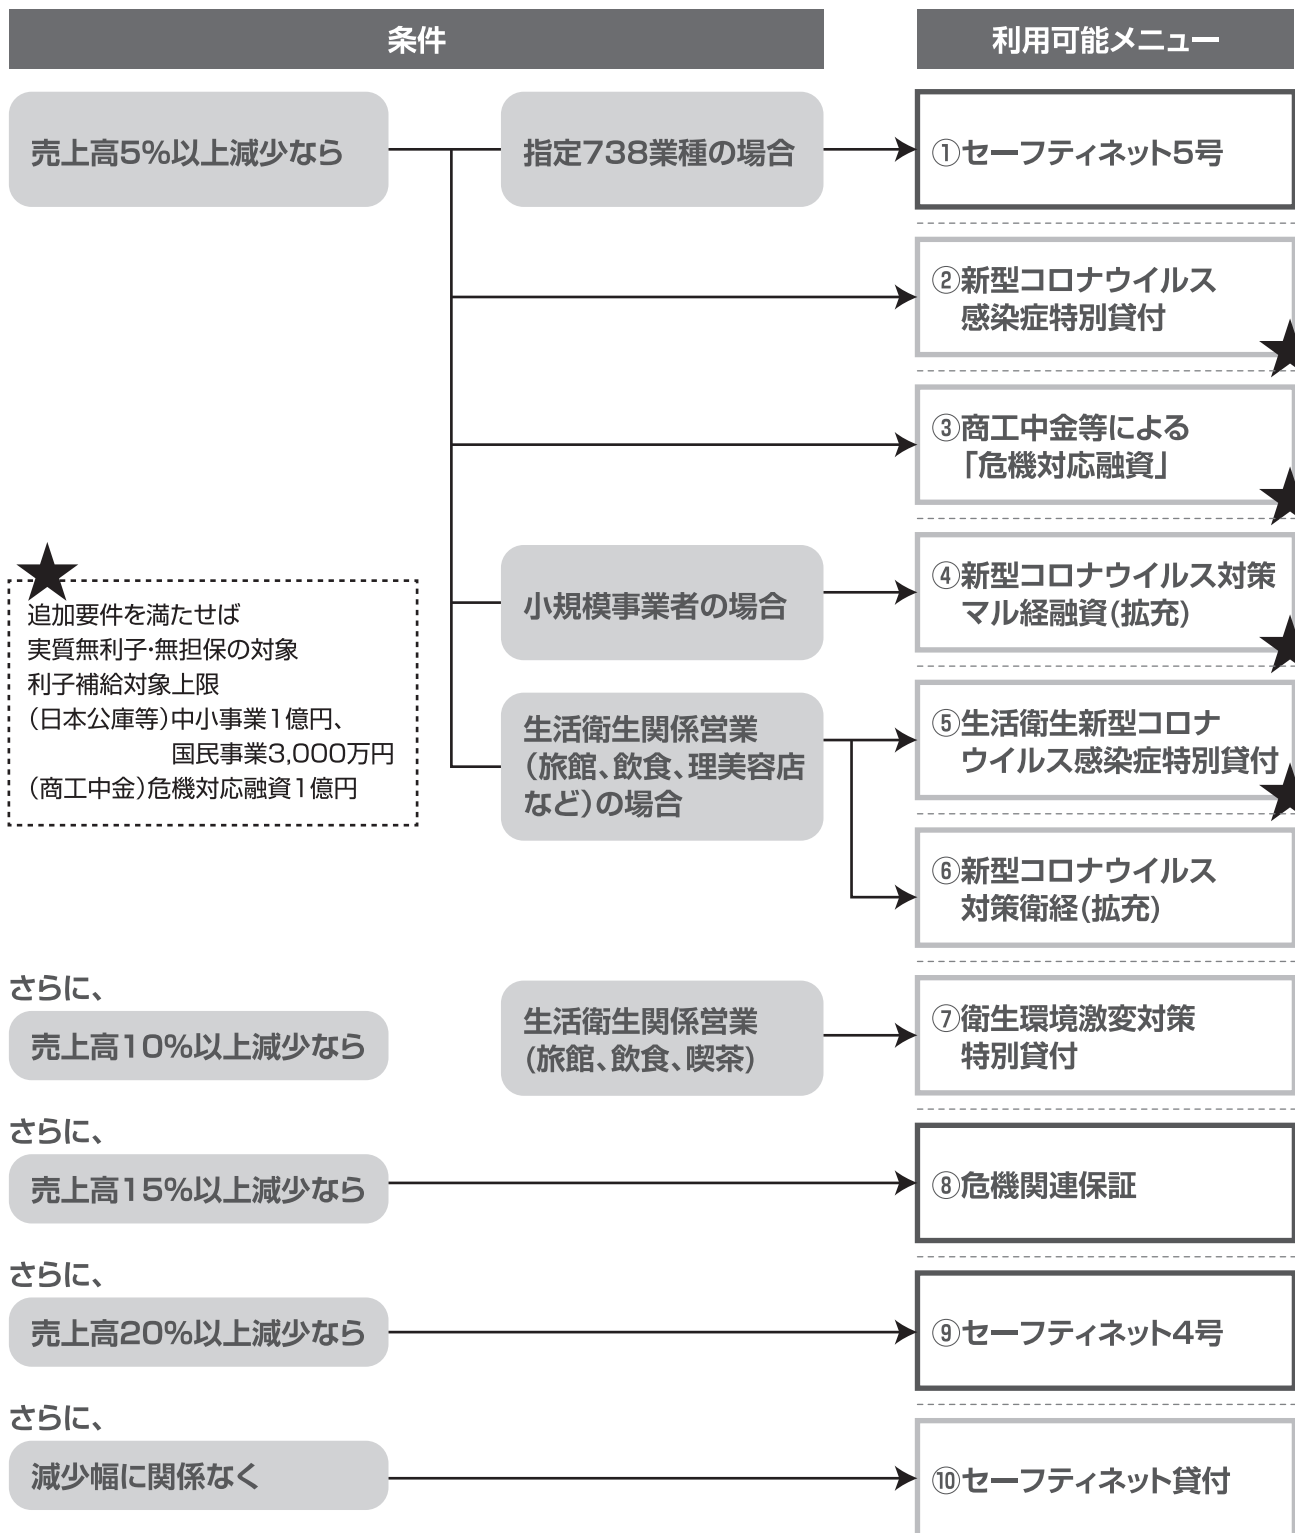 条件
利用可能メニュー
売上高5%以上減少なら
指定738業種の場合
①セーフティネット5号
②新型コロナウイルス
感染症特別貸付
③商工中金等による
「危機対応融資」
小規模事業者の場合
④新型コロナウイルス対策
マル経融資(拡充)
★
追加要件を満たせば
実質無利子・無担保の対象
利子補給対象上限
(日本公庫等)中小事業1億円、
国民事業3,000万円
(商工中金)危機対応融資1億円
生活衛生関係営業
(旅館、飲食、理美容店
など)の場合
⑤生活衛生新型コロナ
ウイルス感染症特別貸付
⑥新型コロナウイルス
対策衛経(拡充)
さらに、
売上高10%以上減少なら
生活衛生関係営業
(旅館、飲食、喫茶)
⑦衛生環境激変対策
特別貸付
さらに、
売上高15%以上減少なら
⑧危機関連保証
さらに、
売上高20%以上減少なら
⑨セーフティネット4号
さらに、
減少幅に関係なく
⑩セーフティネット貸付